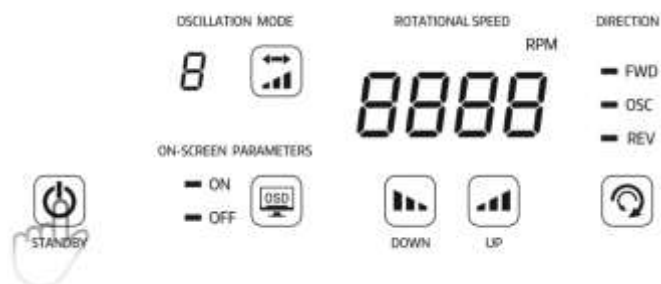 OSCILLATION MODE
8
ROTATIONAL SPEED
RPM
8888
DIRECTION
FWD
OSC
REV
ON-SCREEN PARAMETERS
ON
OFF
OSD
STANDBY
DOWN
UP